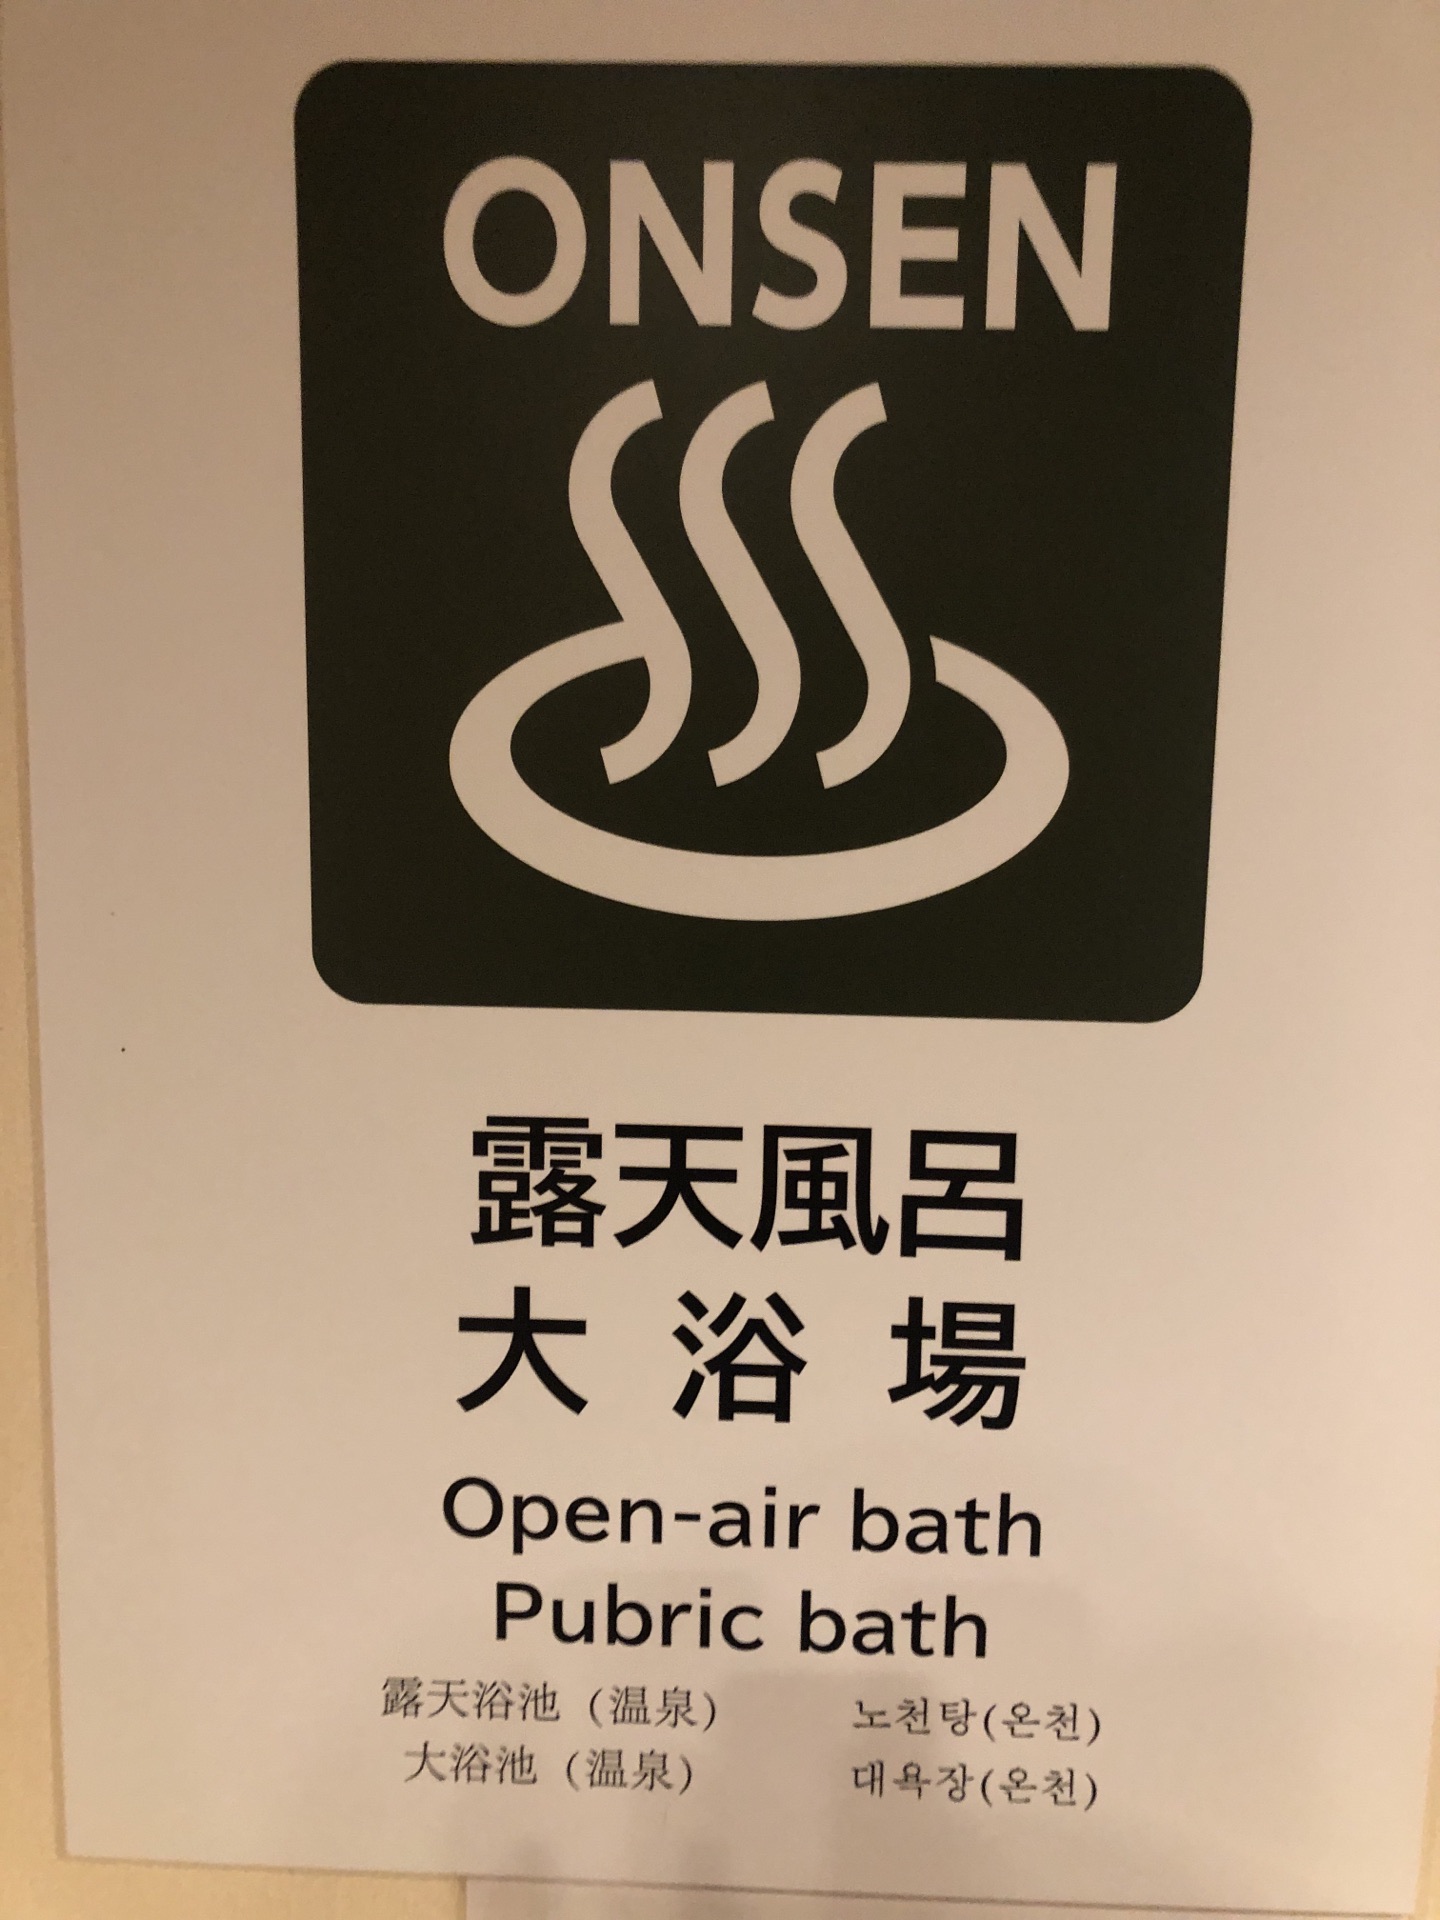 ONSEN
露天風呂
大浴場
Open-air bath
Pubric bath
露天浴池（温泉） 노천탕(온천)
大浴池（温泉） 대욕장(온천)